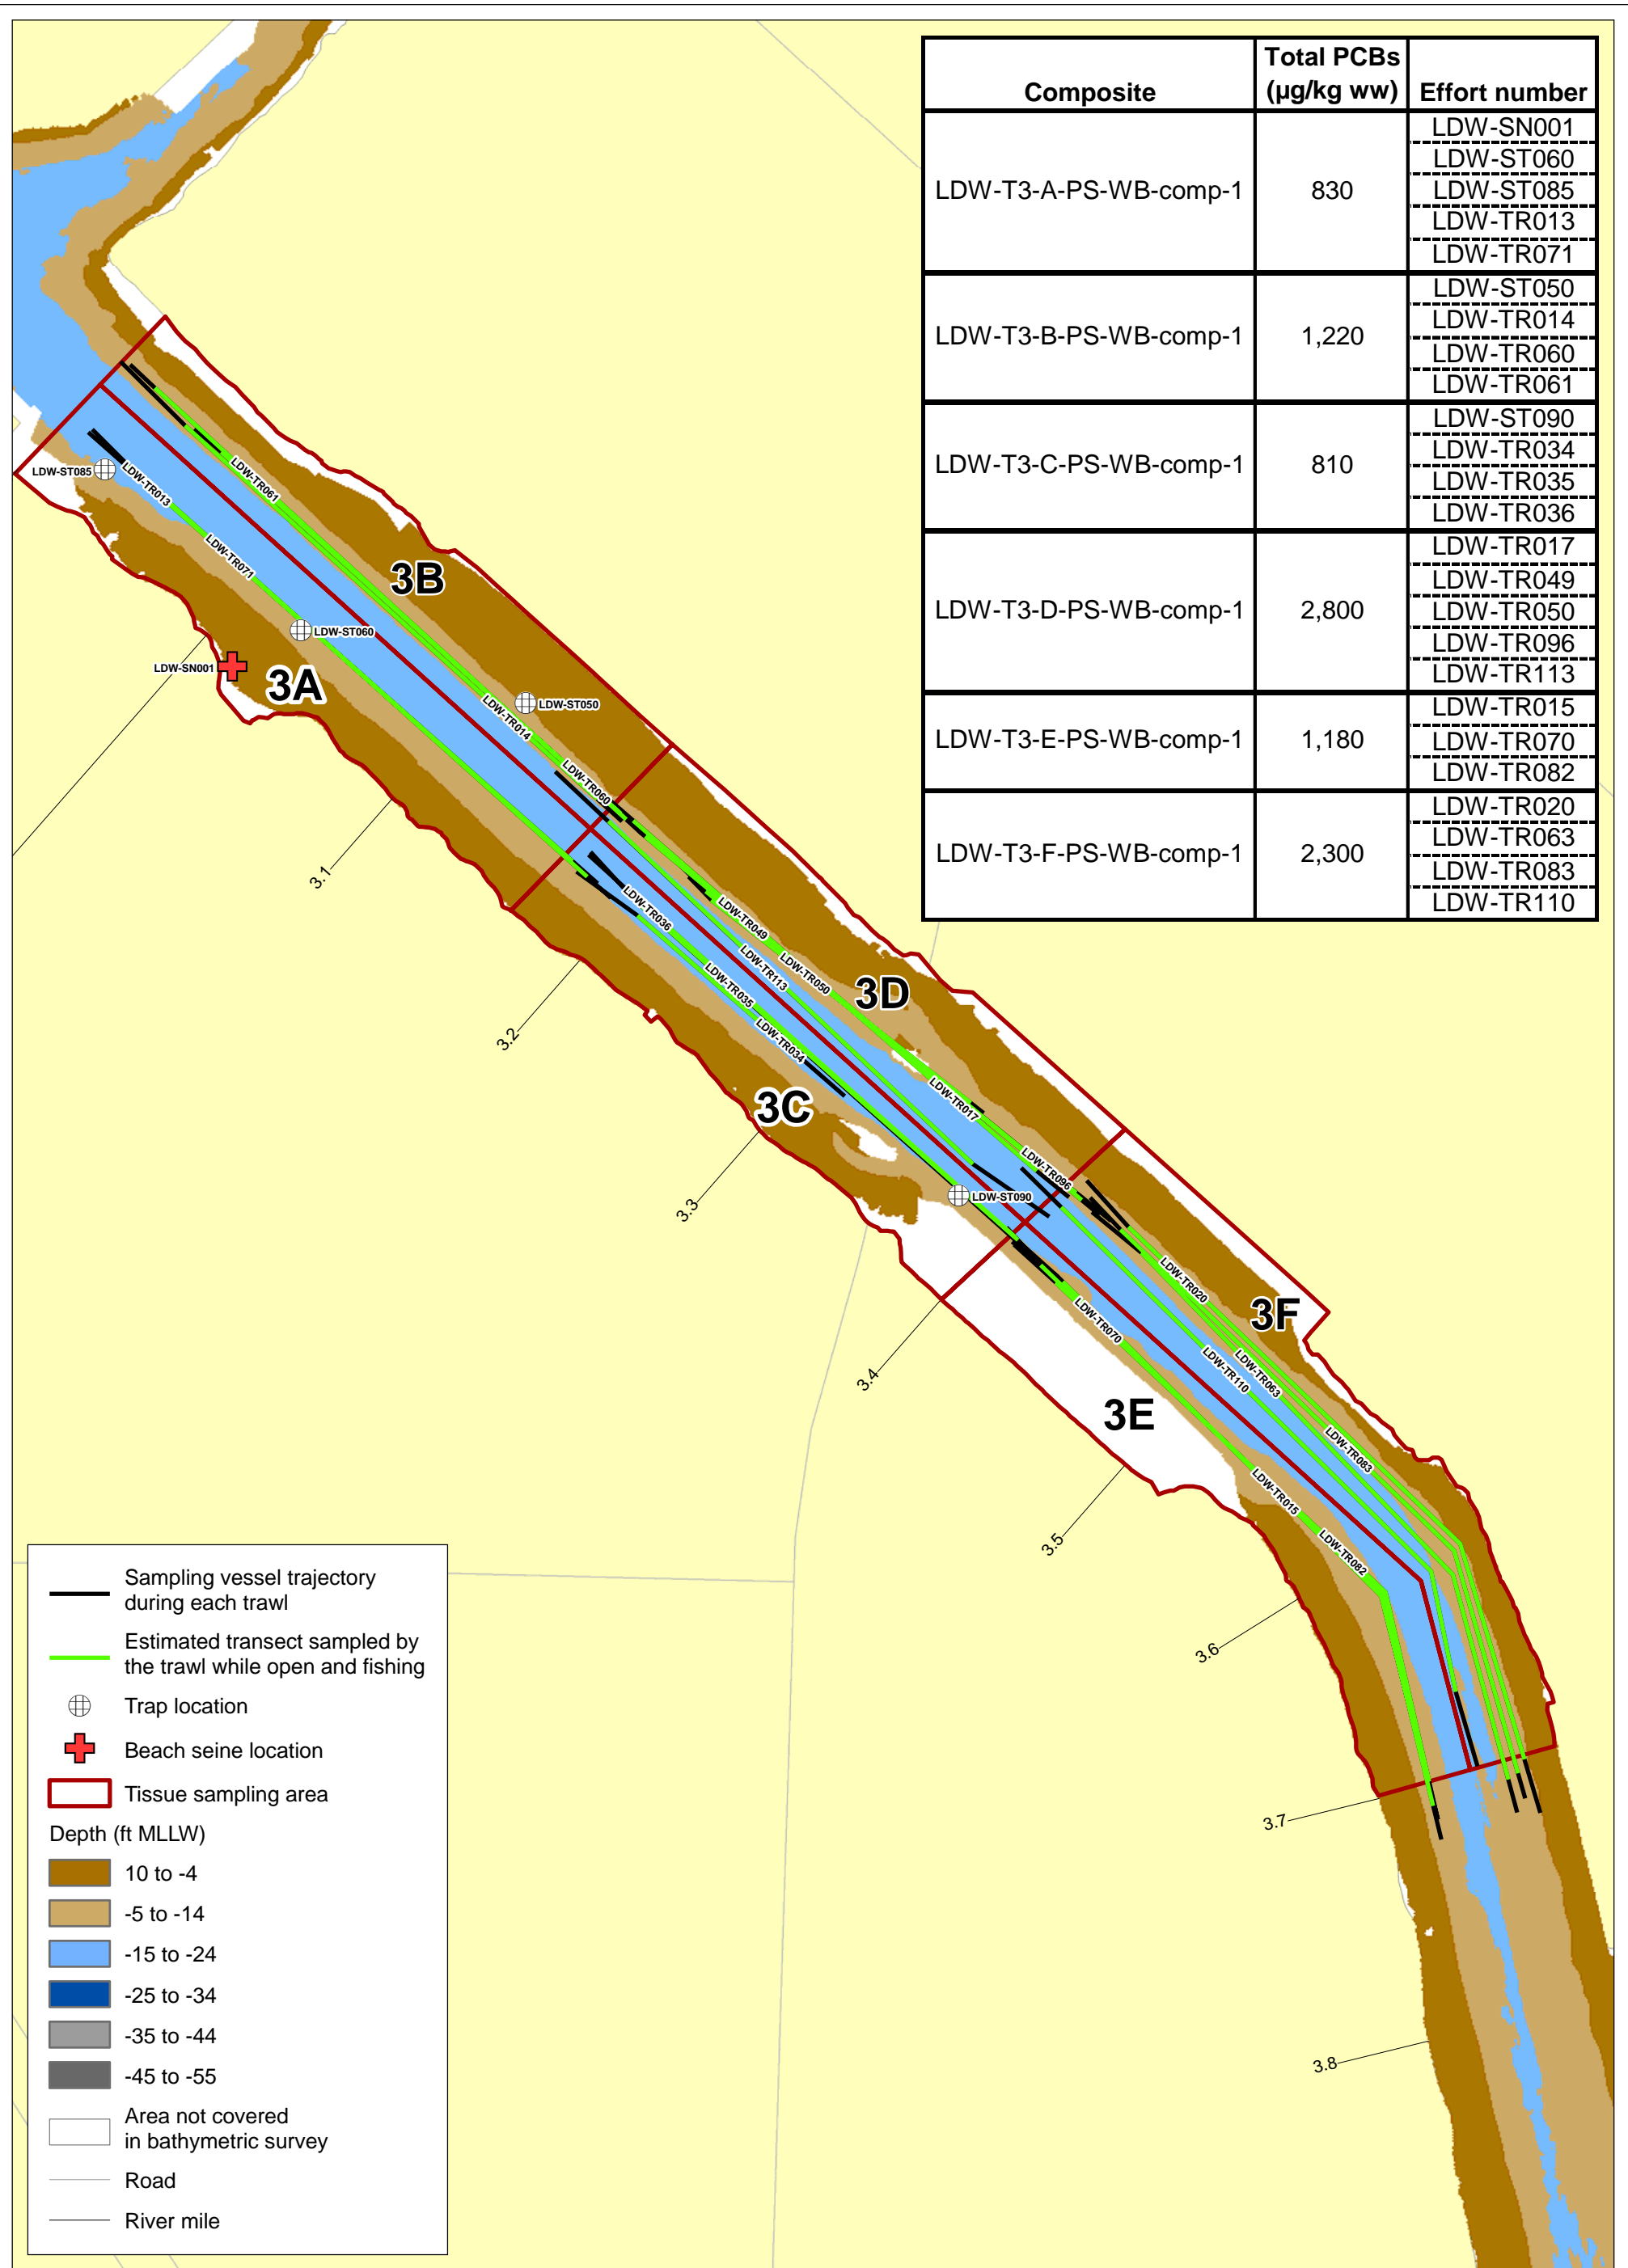 Composite
Total PCBs
(µg/kg ww)
Effort number
LDW-T3-A-PS-WB-comp-1
830
LDW-SN001
LDW-ST060
LDW-ST085
LDW-TR013
LDW-TR071
LDW-T3-B-PS-WB-comp-1
1,220
LDW-ST050
LDW-TR014
LDW-TR060
LDW-TR061
LDW-T3-C-PS-WB-comp-1
810
LDW-ST090
LDW-TR034
LDW-TR035
LDW-TR036
LDW-T3-D-PS-WB-comp-1
2,800
LDW-TR017
LDW-TR049
LDW-TR050
LDW-TR096
LDW-TR113
LDW-T3-E-PS-WB-comp-1
1,180
LDW-TR015
LDW-TR070
LDW-TR082
LDW-T3-F-PS-WB-comp-1
2,300
LDW-TR020
LDW-TR063
LDW-TR083
LDW-TR110
LDW-ST085
LDW-TR013
LDW-TR061
LDW-TR071
3B
LDW-ST060
LDW-SN001
3A
LDW-ST050
LDW-TR014
LDW-TR060
3.1
LDW-TR036
LDW-TR049
LDW-TR113
LDW-TR050
3D
LDW-TR035
LDW-TR034
3.2
3C
LDW-TR017
LDW-TR096
LDW-ST090
3.3
LDW-TR020
3F
LDW-TR070
LDW-TR110
LDW-TR063
3.4
3E
LDW-TR083
LDW-TR015
LDW-TR082
3.5
3.6
3.7
3.8
Sampling vessel trajectory
during each trawl
Estimated transect sampled by
the trawl while open and fishing
Trap location
Beach seine location
Tissue sampling area
Depth (ft MLLW)
10 to -4
-5 to -14
-15 to -24
-25 to -34
-35 to -44
-45 to -55
Area not covered
in bathymetric survey
Road
River mile